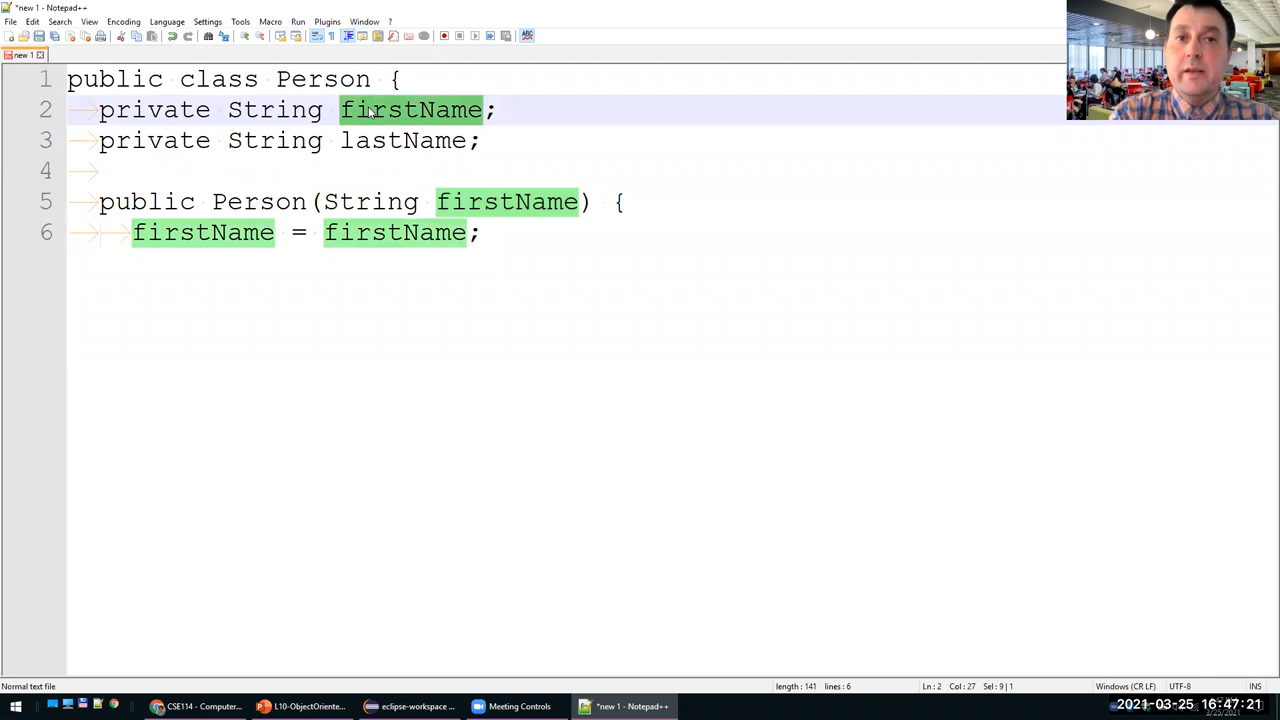 *new 1 - Notepad++
File Edit Search View Encoding Language Settings Tools Macro Run Plugins Window ?
new 1
1 public class Person {
2 private String firstName;
3 private String lastName;
4
5 public Person(String firstName) {
6 firstName = firstName;
Normal text file length : 141 lines : 6 Ln : 2 Col : 27 Sel : 9 | 1 Windows (CR LF) UTF-8 INS
CSE114 - Computer... L10-ObjectOriente... eclipse-workspace ... Meeting Controls *new 1 - Notepad++ 2021-03-25 16:47:21